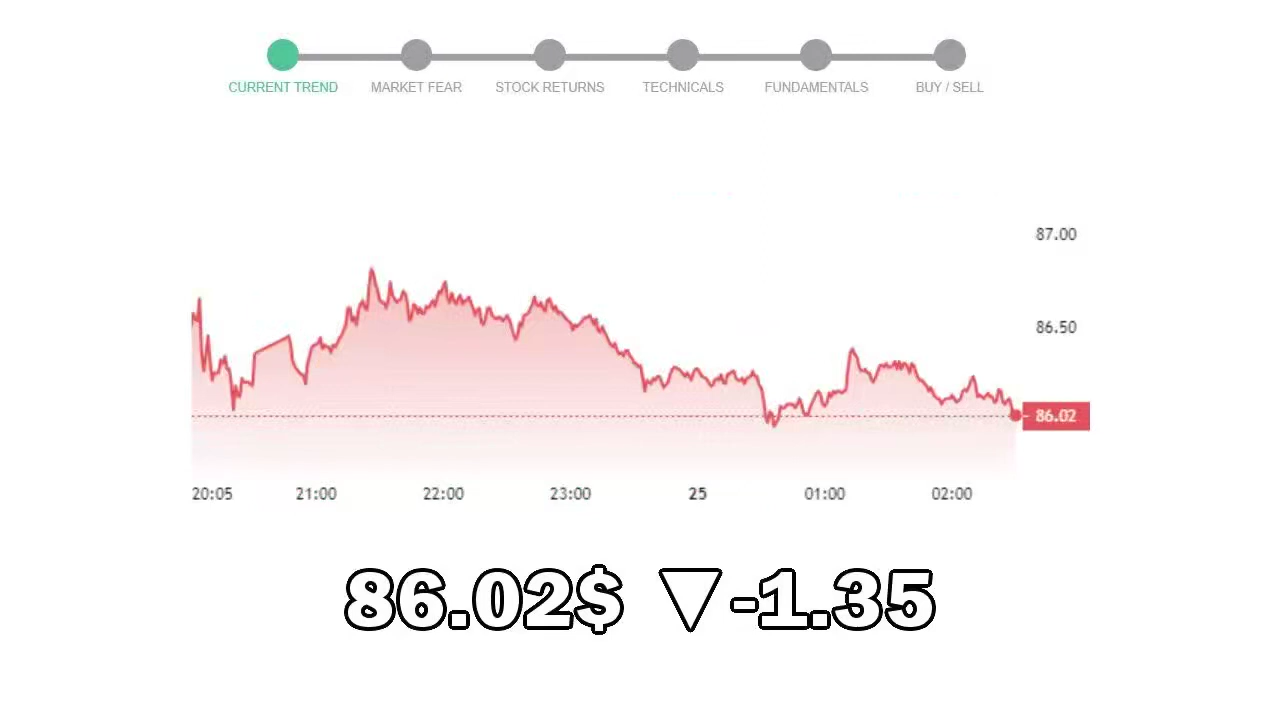 CURRENT TREND MARKET FEAR STOCK RETURNS TECHNICALS FUNDAMENTALS BUY / SELL
87.00
86.50
86.02
20:05 21:00 22:00 23:00 25 01:00 02:00
86.02$ ▼-1.35